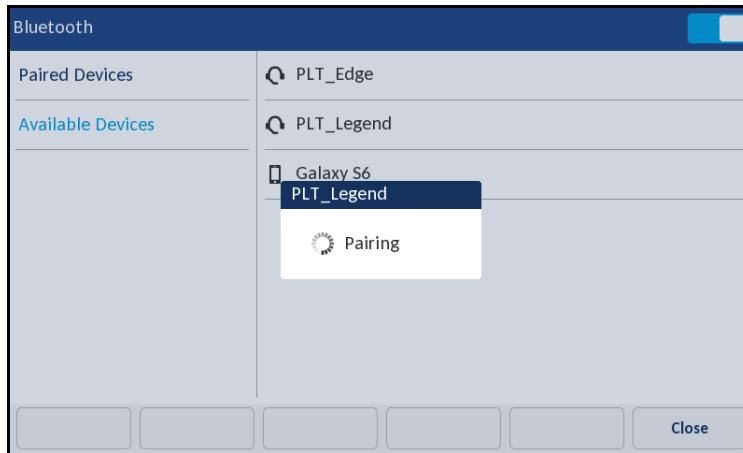 Bluetooth
Paired Devices
Available Devices
PLT_Edge
PLT_Legend
Galaxy S6
PLT_Legend
Pairing
Close